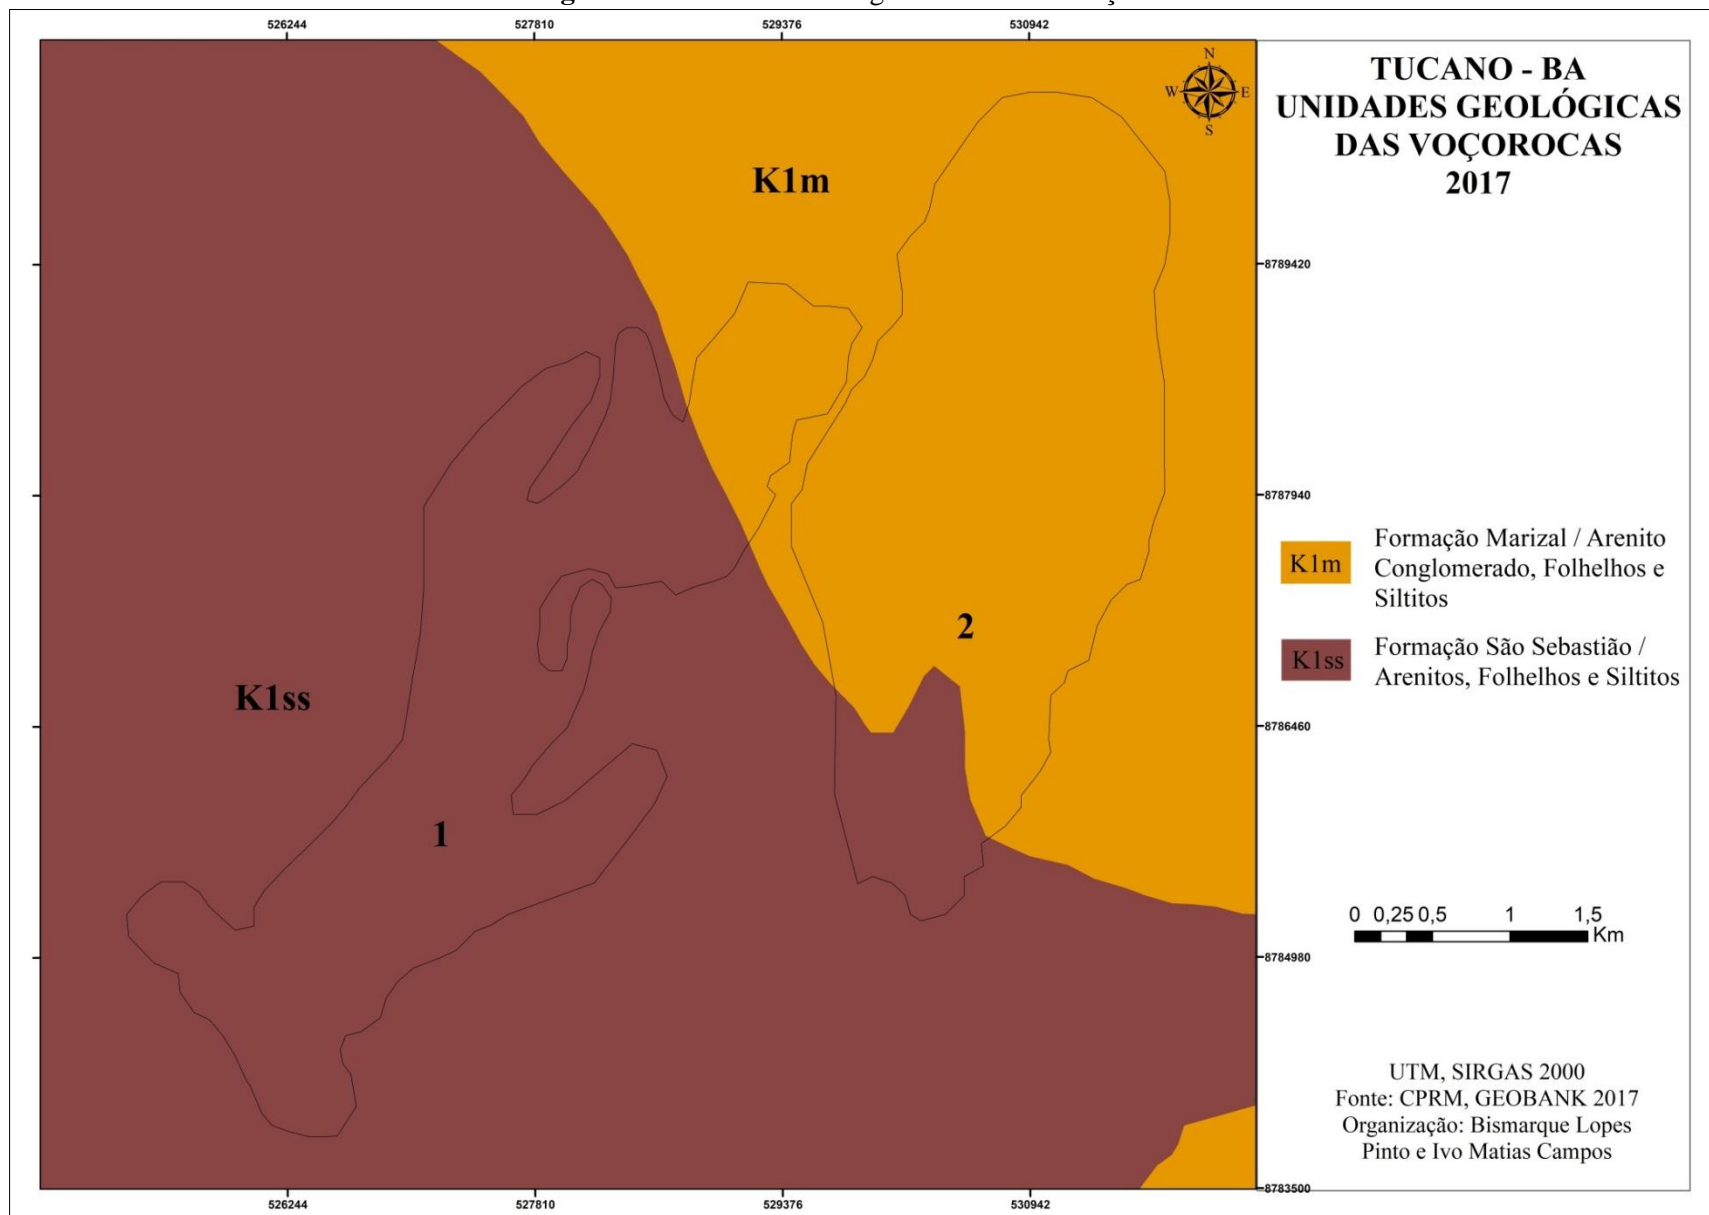 526244 527810 529376 530942
N
W E
S
TUCANO - BA
UNIDADES GEOLÓGICAS
DAS VOÇOROCAS
2017
K1m
8789420
8787940
K1m
Formação Marizal / Arenito
Conglomerado, Folhelhos e
Siltitos
2
K1ss
Formação São Sebastião /
Arenitos, Folhelhos e Siltitos
K1ss
8786460
1
0 0,25 0,5 1 1,5
Km
8784980
UTM, SIRGAS 2000
Fonte: CPRM, GEOBANK 2017
Organização: Bismarque Lopes
Pinto e Ivo Matias Campos
8783500
526244 527810 529376 530942